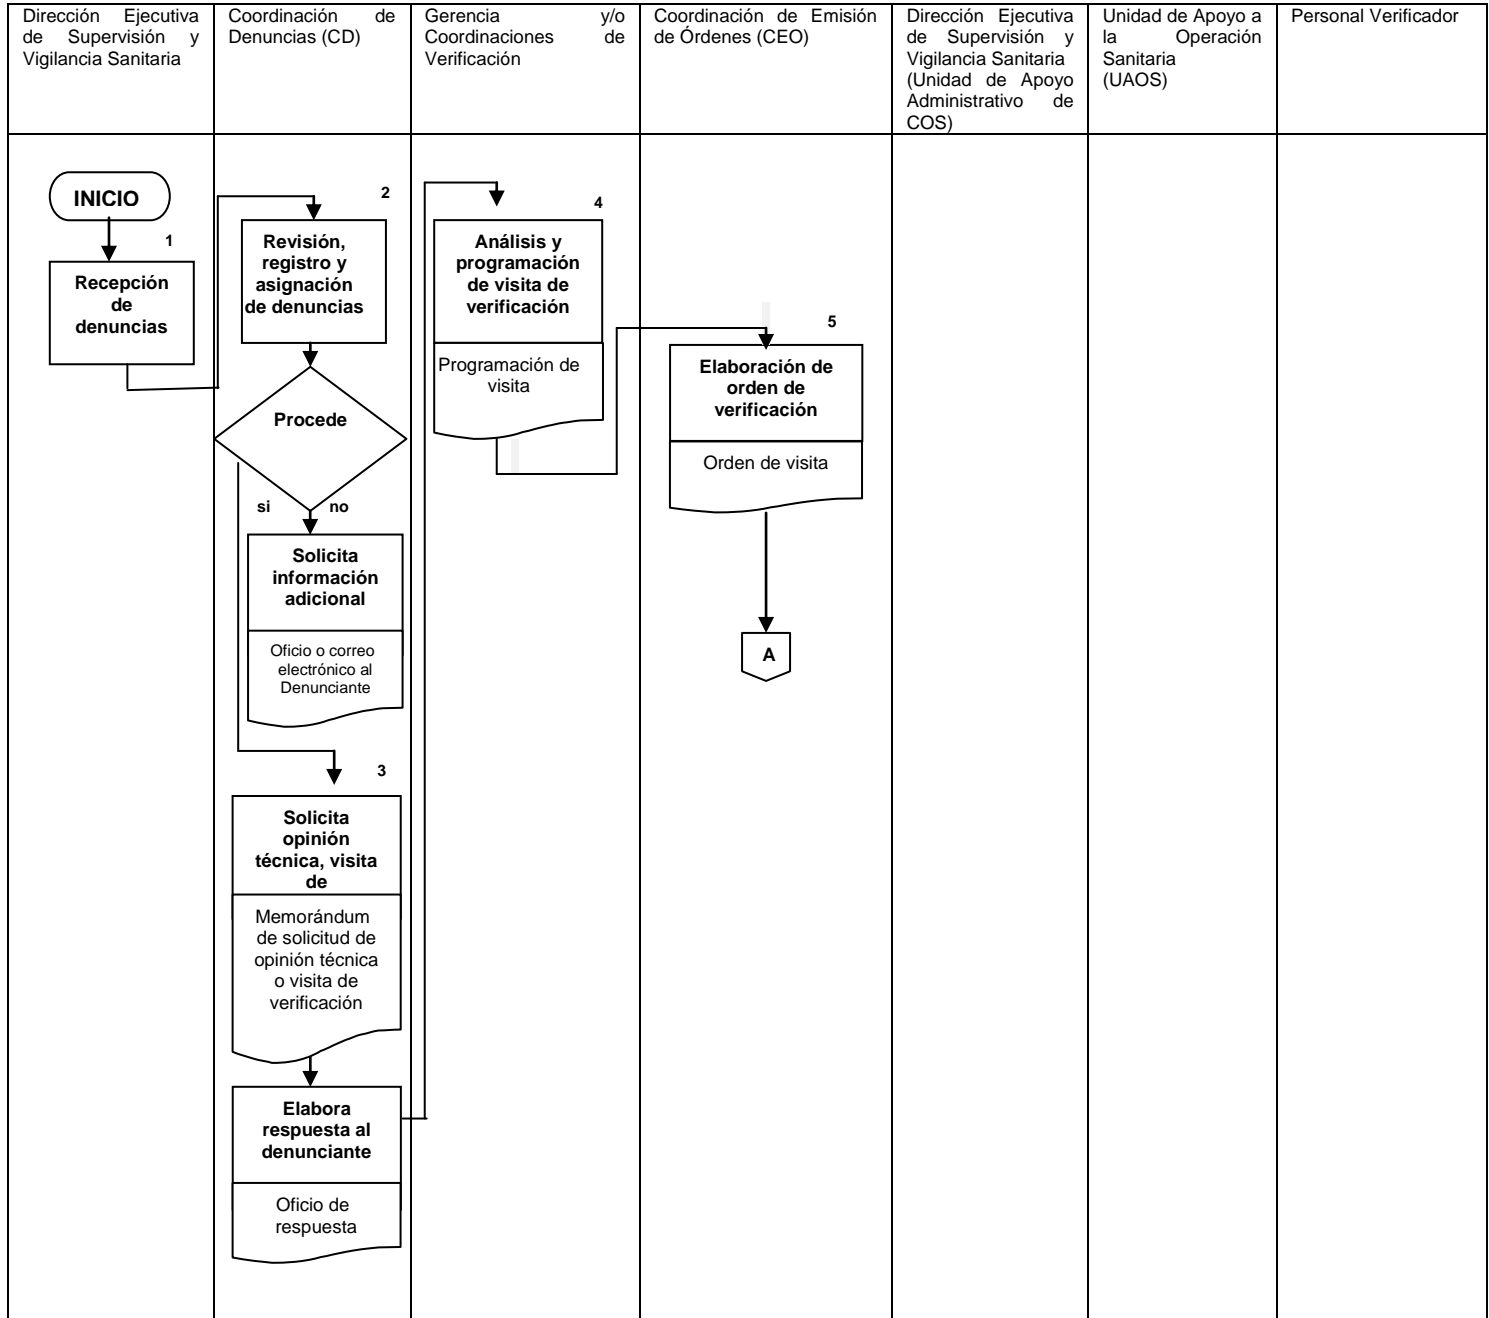 Dirección Ejecutiva
de Supervisión y
Vigilancia Sanitaria
Coordinación de
Denuncias (CD)
Gerencia y/o
Coordinaciones de
Verificación
Coordinación de Emisión
de Órdenes (CEO)
Dirección Ejecutiva
de Supervisión y
Vigilancia Sanitaria
(Unidad de Apoyo
Administrativo de
COS)
Unidad de Apoyo a
la Operación
Sanitaria
(UAOS)
Personal Verificador
INICIO
1
Recepción
de
denuncias
2
Revisión,
registro y
asignación
de denuncias
Procede
si
no
Solicita
información
adicional
Oficio o correo
electrónico al
Denunciante
3
Solicita
opinión
técnica, visita
de
Memorándum
de solicitud de
opinión técnica
o visita de
verificación
Elabora
respuesta al
denunciante
Oficio de
respuesta
4
Análisis y
programación
de visita de
verificación
Programación de
visita
5
Elaboración de
orden de
verificación
Orden de visita
A